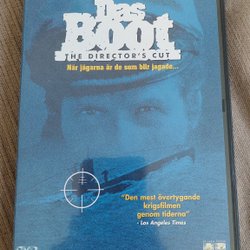 Das
Boot
THE DIRECTOR'S CUT
När jägarna är de som blir jagade...
"Den mest övertygande
krigsfilmen
genom tiderna"
- Los Angeles Times